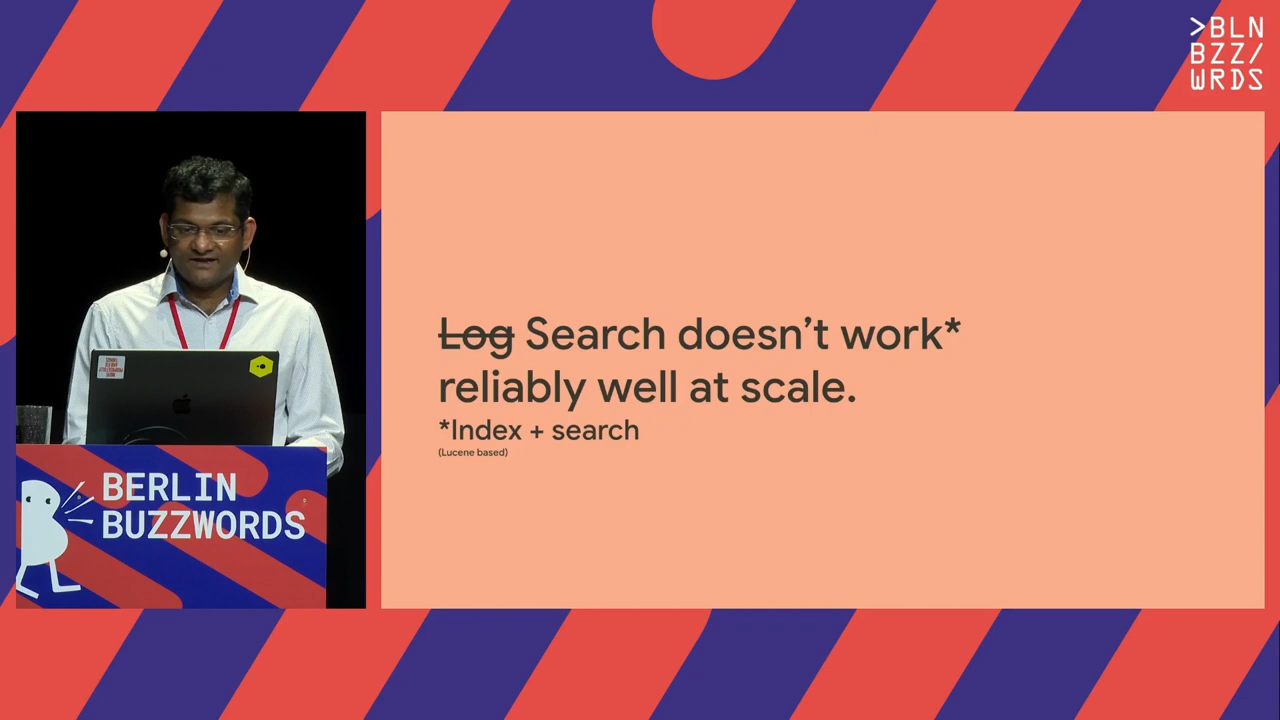 >BLN
BZZ/
WRDS
Log Search doesn't work*
reliably well at scale.
*Index + search
(Lucene based)
BERLIN
BUZZWORDS